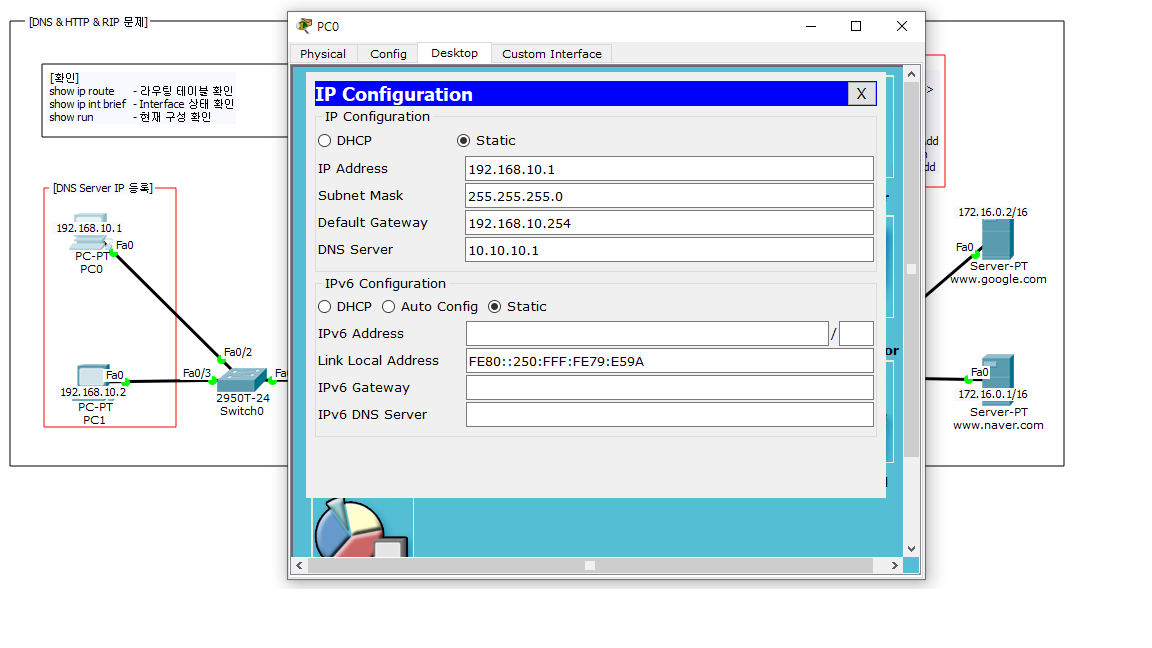 [DNS & HTTP & RIP 문제]
[확인]
show ip route - 라우팅 테이블 확인
show ip int brief - Interface 상태 확인
show run - 현재 구성 확인
[DNS Server IP 등록]
192.168.10.1
Fa0
PC-PT
PC0
Fa0/2
Fa0
Fa0/3
192.168.10.2
PC-PT
PC1
2950T-24
Switch0
PC0
Physical
Config
Desktop
Custom Interface
IP Configuration
X
IP Configuration
DHCP
Static
IP Address
192.168.10.1
Subnet Mask
255.255.255.0
Default Gateway
192.168.10.254
DNS Server
10.10.10.1
IPv6 Configuration
DHCP
Auto Config
Static
IPv6 Address
/
Link Local Address
FE80::250:FFF:FE79:E59A
IPv6 Gateway
IPv6 DNS Server
>
172.16.0.2/16
Fa0
Server-PT
www.google.com
Fa0
172.16.0.1/16
Server-PT
www.naver.com